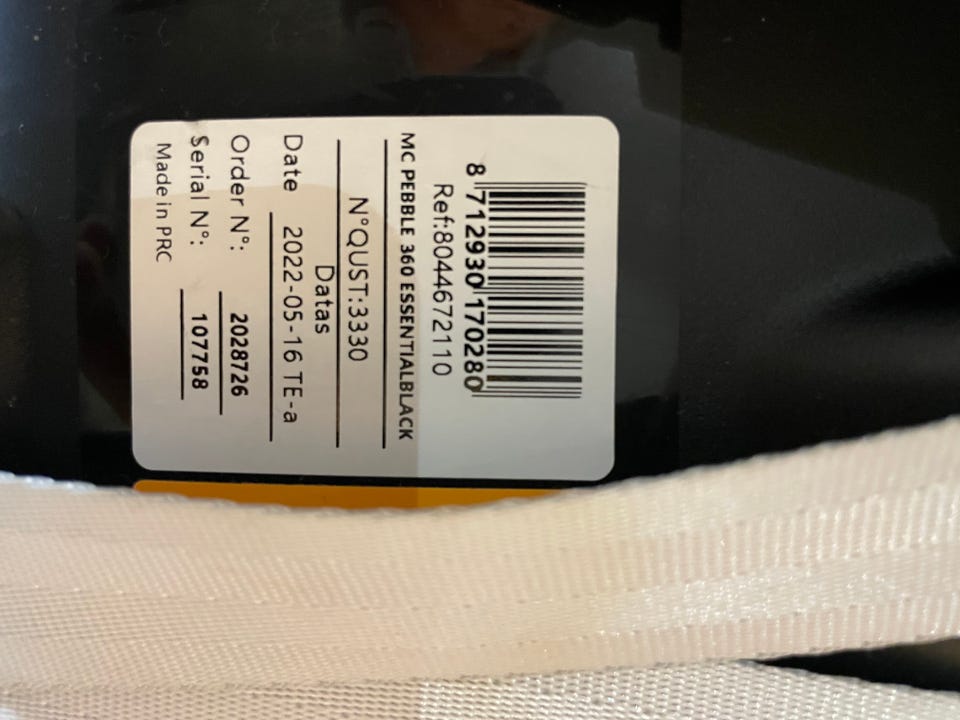 8 712930 170280
Ref:8044672110
MC PEBBLE 360 ESSENTIALBLACK
N°QUST:3330
Datas
Date 2022-05-16 TE-a
Order N°: 2028726
Serial N°: 107758
Made in PRC